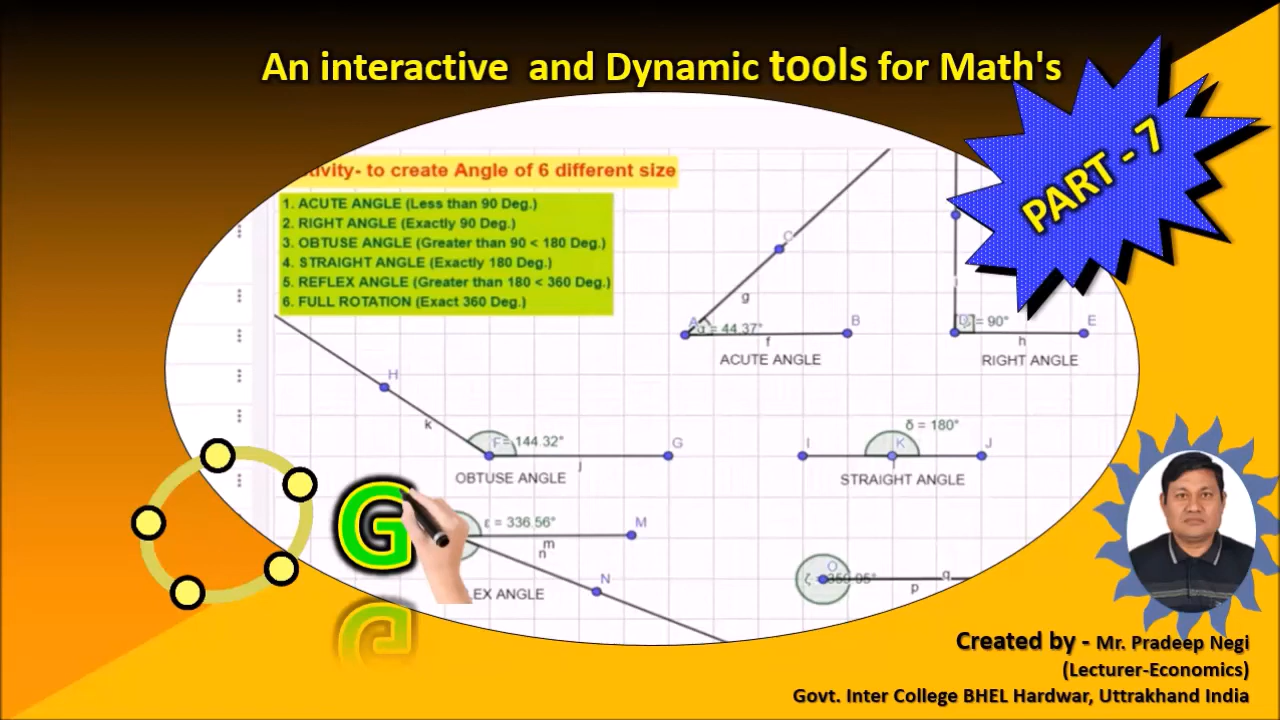 An interactive and Dynamic tools for Math's
PART - 7
tivity- to create Angle of 6 different size
1. ACUTE ANGLE (Less than 90 Deg.)
2. RIGHT ANGLE (Exactly 90 Deg.)
3. OBTUSE ANGLE (Greater than 90 < 180 Deg.)
4. STRAIGHT ANGLE (Exactly 180 Deg.)
5. REFLEX ANGLE (Greater than 180 < 360 Deg.)
6. FULL ROTATION (Exact 360 Deg.)
C
g
A = 44.37° B
f
ACUTE ANGLE
i
D = 90° E
h
RIGHT ANGLE
H
k
F = 144.32° G
j
OBTUSE ANGLE
δ = 180°
I K J
l
STRAIGHT ANGLE
G
ε = 336.56° M
m
n
N
LEX ANGLE
O
ζ = 359.95° q
p
G
Created by - Mr. Pradeep Negi
(Lecturer-Economics)
Govt. Inter College BHEL Hardwar, Uttrakhand India